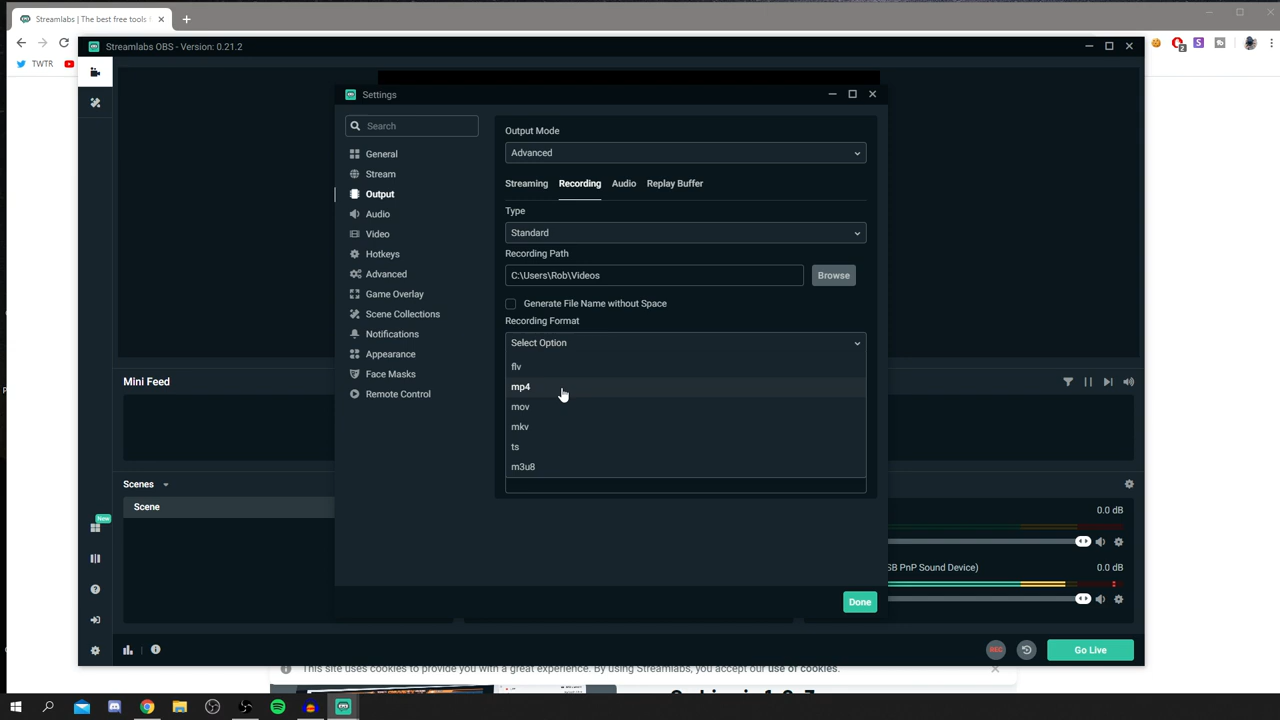 Streamlabs | The best free tools
Streamlabs OBS - Version: 0.21.2
TWTR
Settings
Search
General
Stream
Output
Audio
Video
Hotkeys
Advanced
Game Overlay
Scene Collections
Notifications
Appearance
Face Masks
Remote Control
Output Mode
Advanced
Streaming Recording Audio Replay Buffer
Type
Standard
Recording Path
C:\Users\Rob\Videos
Browse
Generate File Name without Space
Recording Format
Select Option
flv
mp4
mov
mkv
ts
m3u8
Done
Mini Feed
Scenes
Scene
New
0.0 dB
SB PnP Sound Device)
0.0 dB
REC
Go Live
This site uses cookies to provide you with a great experience. By using Streamlabs, you accept our use of cookies.